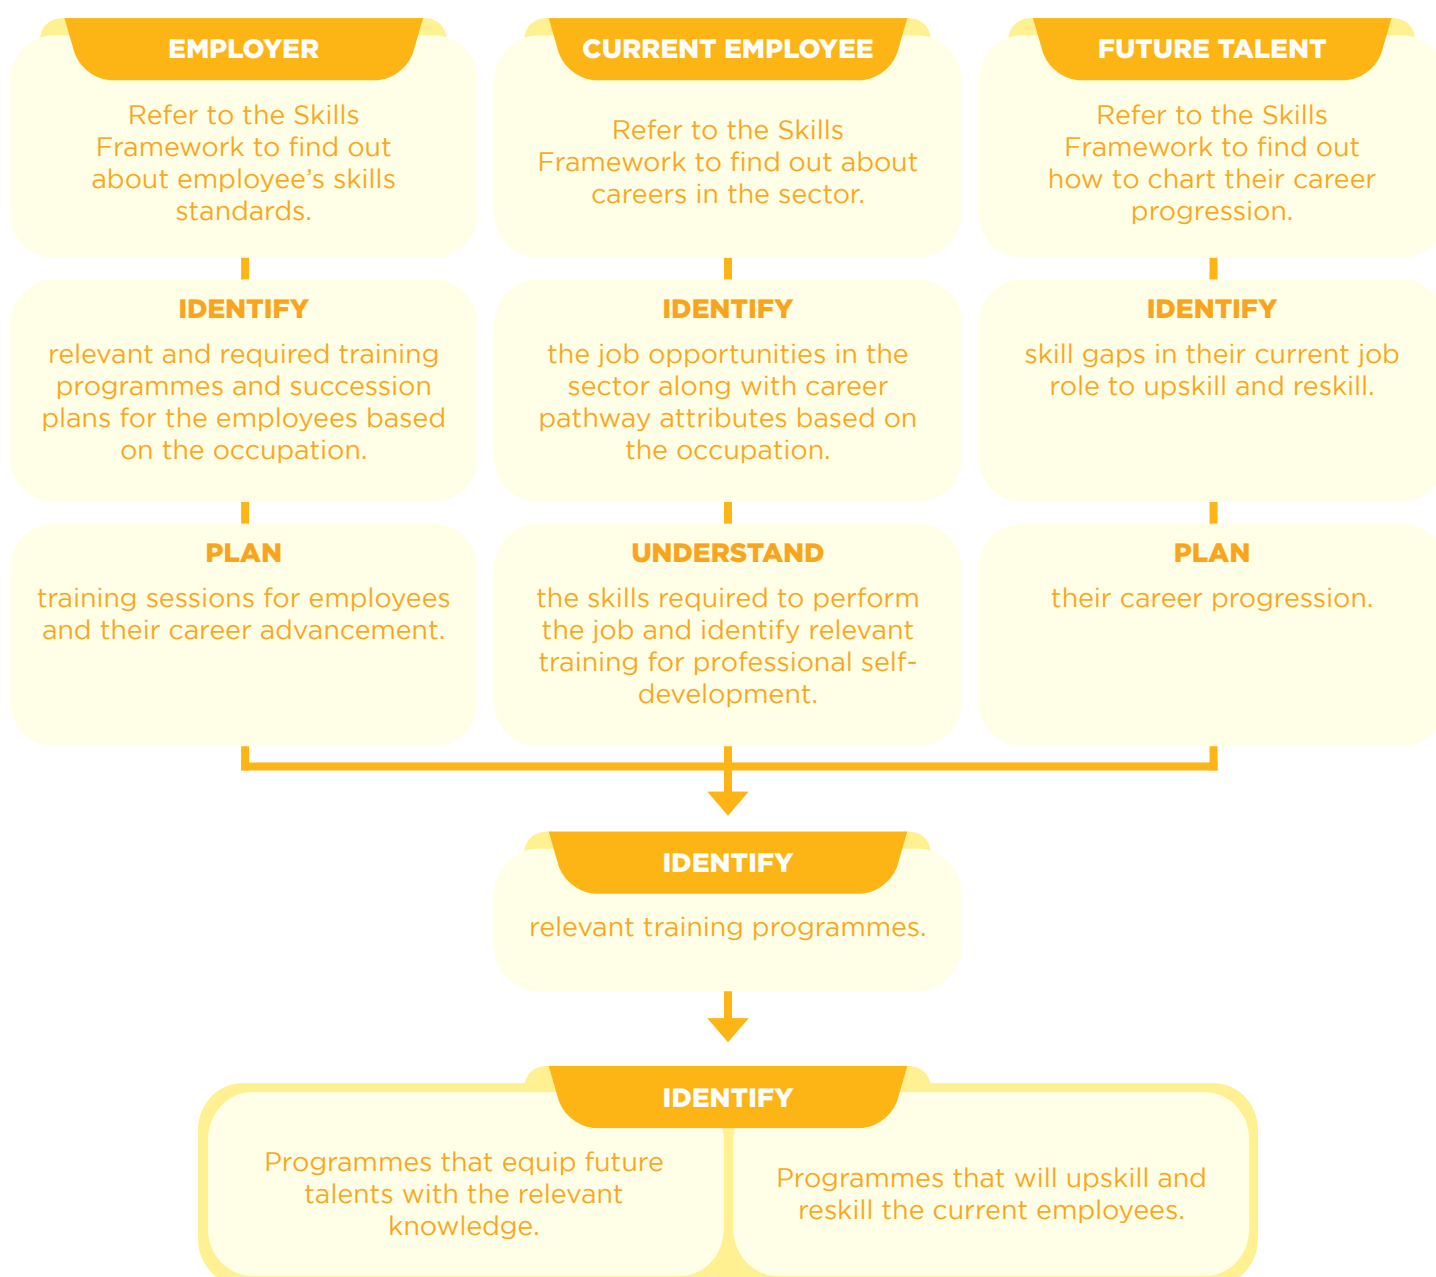 EMPLOYER
Refer to the Skills
Framework to find out
about employee's skills
standards.
IDENTIFY
relevant and required training
programmes and succession
plans for the employees based
on the occupation.
PLAN
training sessions for employees
and their career advancement.
CURRENT EMPLOYEE
Refer to the Skills
Framework to find out about
careers in the sector.
IDENTIFY
the job opportunities in the
sector along with career
pathway attributes based on
the occupation.
UNDERSTAND
the skills required to perform
the job and identify relevant
training for professional self-
development.
FUTURE TALENT
Refer to the Skills
Framework to find out
how to chart their career
progression.
IDENTIFY
skill gaps in their current job
role to upskill and reskill.
PLAN
their career progression.
IDENTIFY
relevant training programmes.
IDENTIFY
Programmes that equip future
talents with the relevant
knowledge.
Programmes that will upskill and
reskill the current employees.